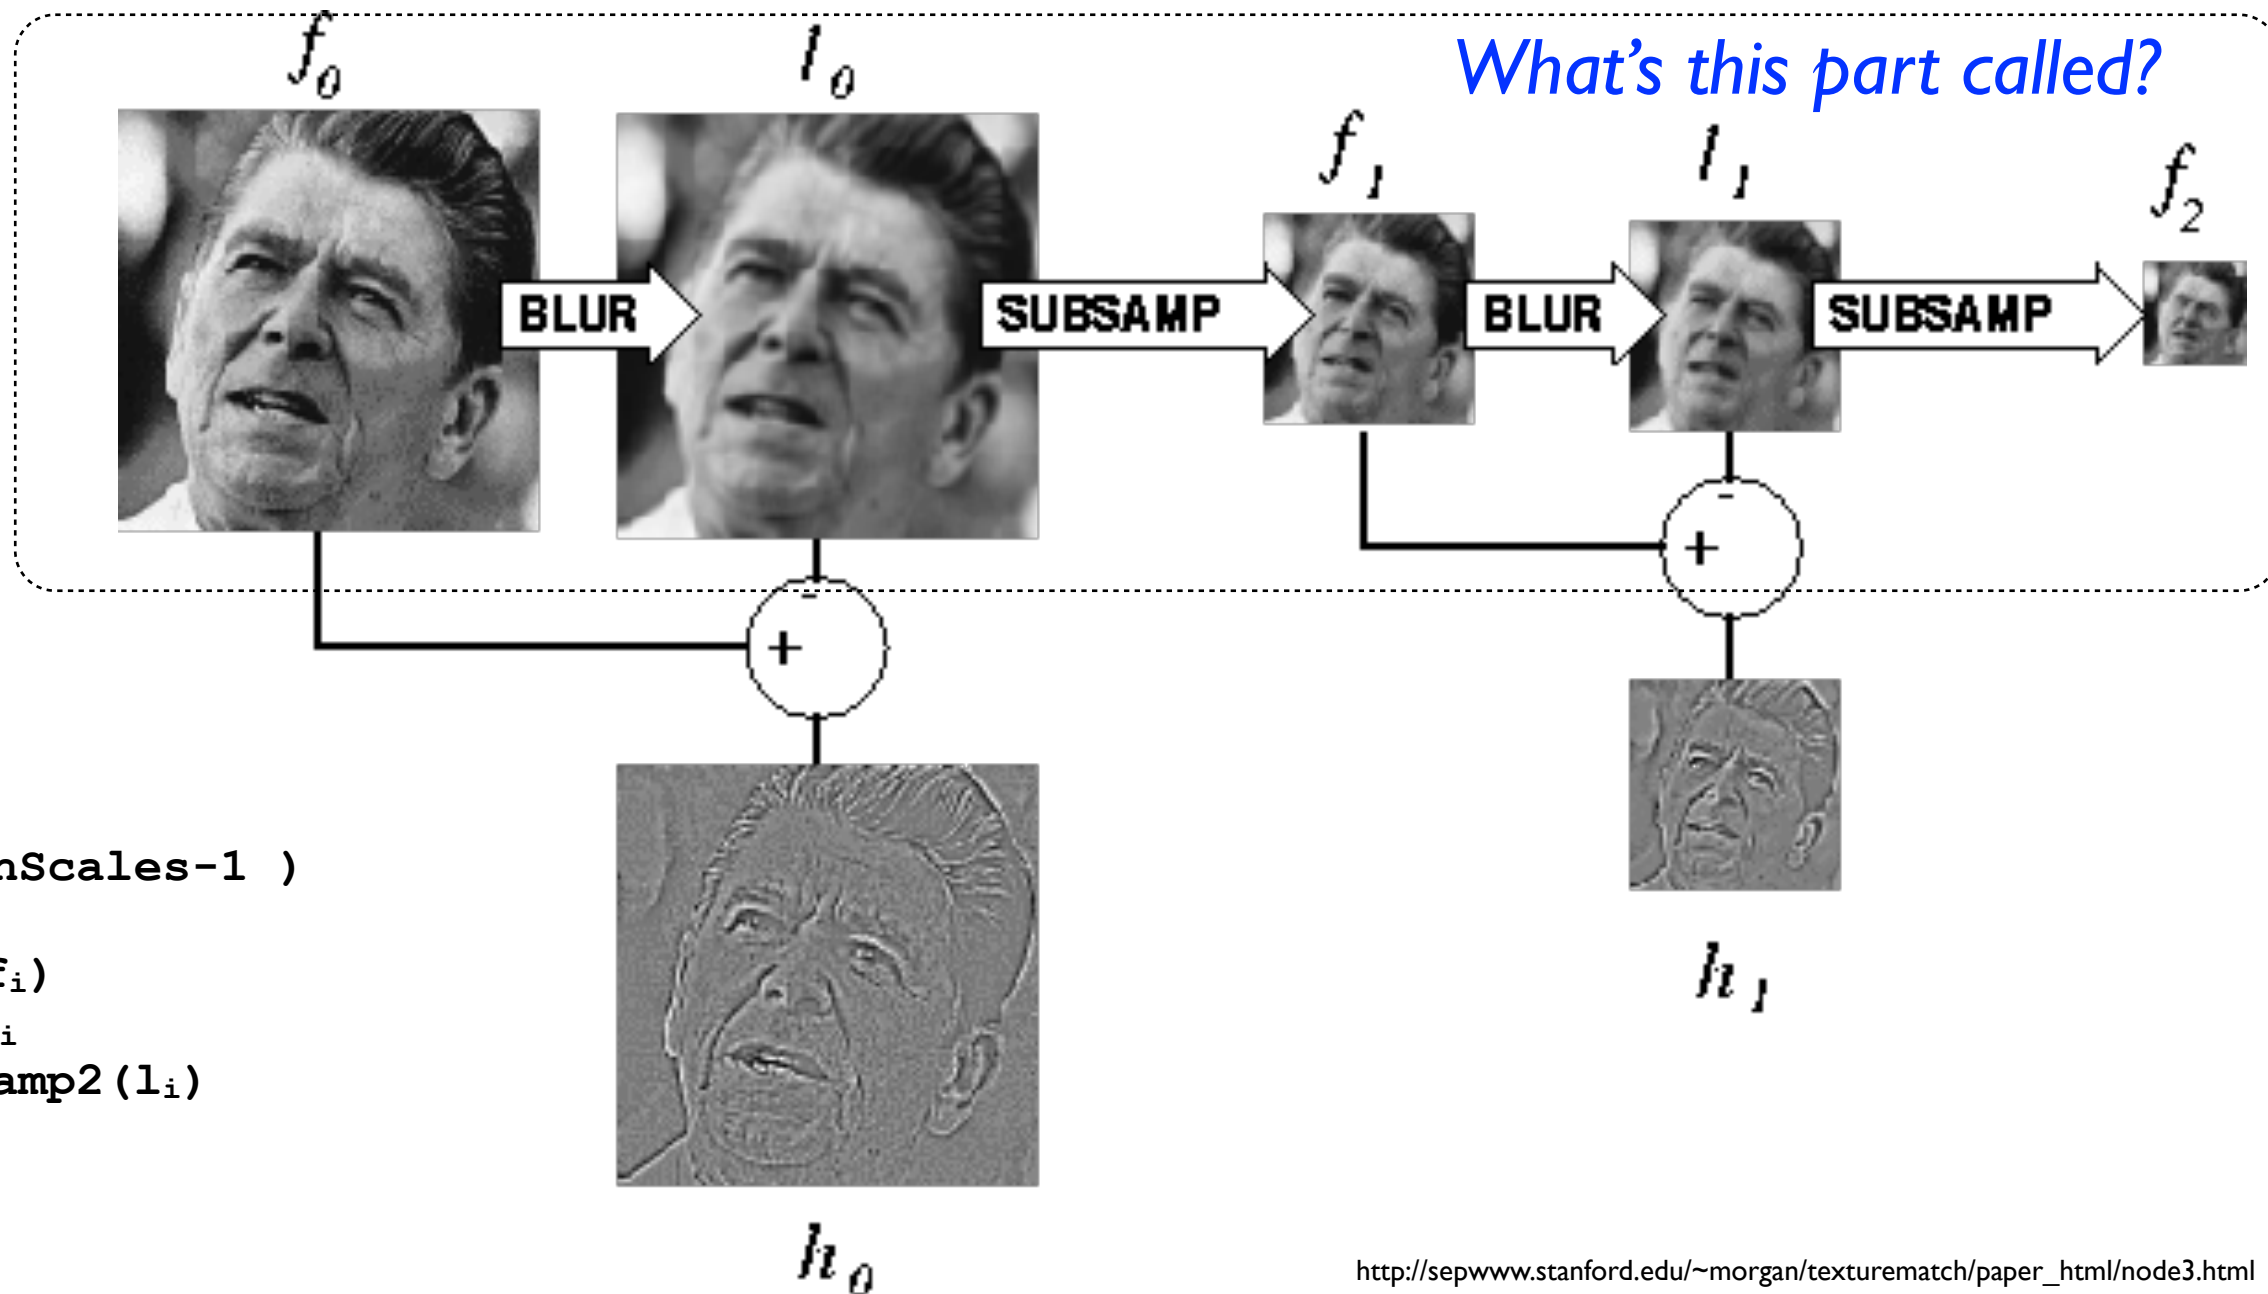 f0
l0
What's this part called?
f1
l1
f2
BLUR
SUBSAMP
BLUR
SUBSAMP
-
+
-
+
nScales-1 )
fi)
i
amp2(li)
h1
h0
http://sepwww.stanford.edu/~morgan/texturematch/paper_html/node3.html